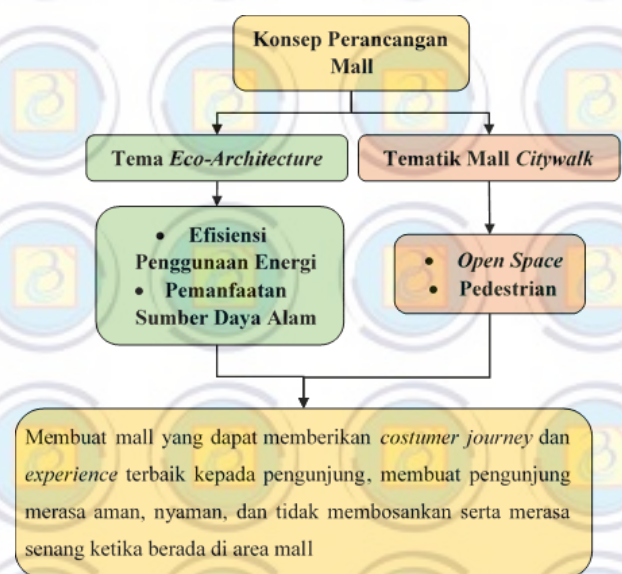 Konsep Perancangan
Mall
Tema Eco-Architecture
Tematik Mall Citywalk
• Efisiensi
Penggunaan Energi
• Pemanfaatan
Sumber Daya Alam
• Open Space
• Pedestrian
Membuat mall yang dapat memberikan costumer journey dan
experience terbaik kepada pengunjung, membuat pengunjung
merasa aman, nyaman, dan tidak membosankan serta merasa
senang ketika berada di area mall